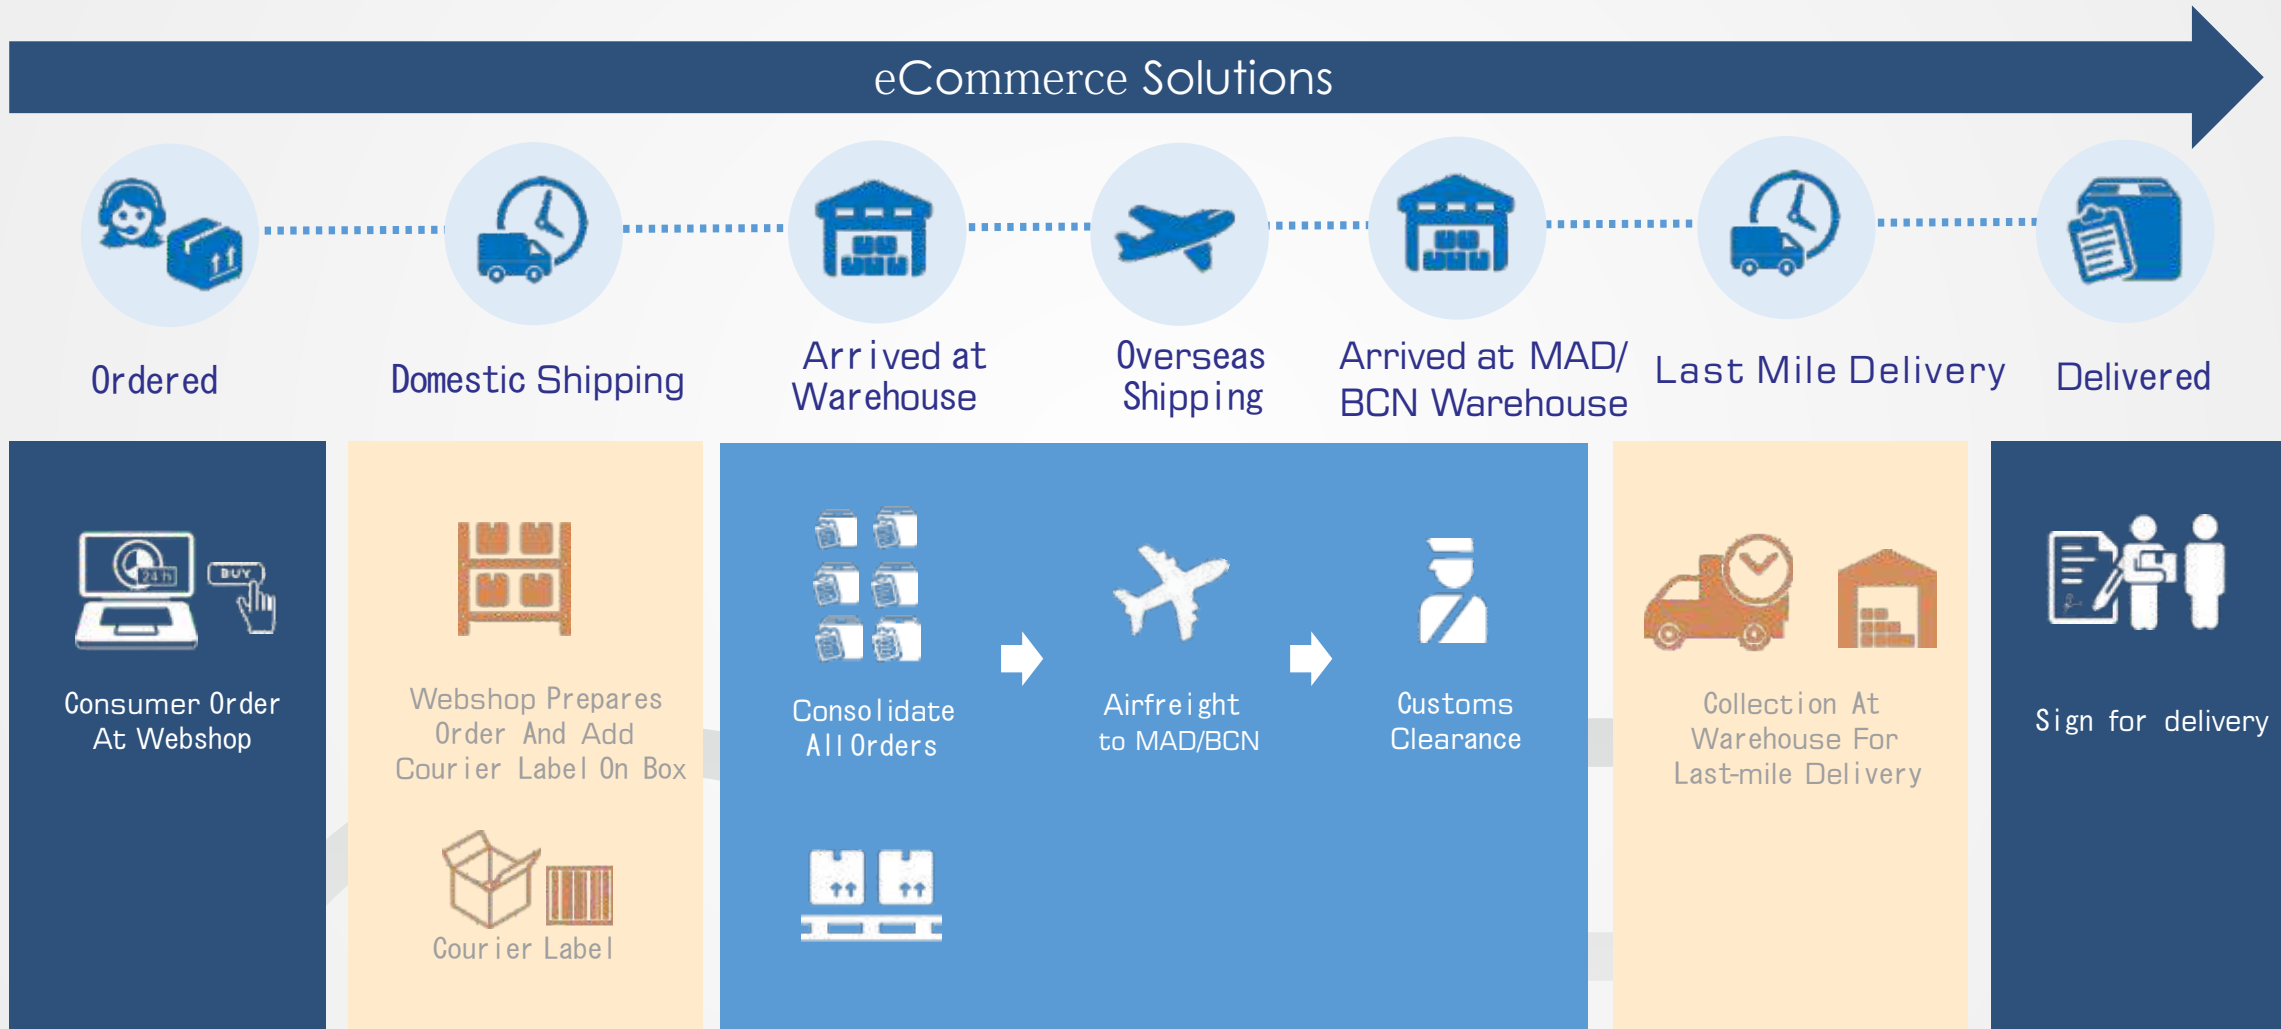 eCommerce Solutions
Ordered
Domestic Shipping
Arrived at
Warehouse
Overseas
Shipping
Arrived at MAD/
BCN Warehouse
Last Mile Delivery
Delivered
24 h
BUY
Consumer Order
At Webshop
Webshop Prepares
Order And Add
Courier Label On Box
Courier Label
Consolidate
All Orders
Airfreight
to MAD/BCN
Customs
Clearance
Collection At
Warehouse For
Last-mile Delivery
Sign for delivery